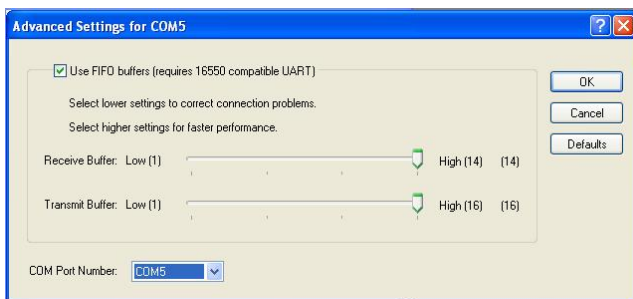 Advanced Settings for COM5
Use FIFO buffers (requires 16550 compatible UART)
OK
Select lower settings to correct connection problems.
Cancel
Select higher settings for faster performance.
Defaults
Receive Buffer: Low (1) High (14) (14)
Transmit Buffer: Low (1) High (16) (16)
COM Port Number: COM5